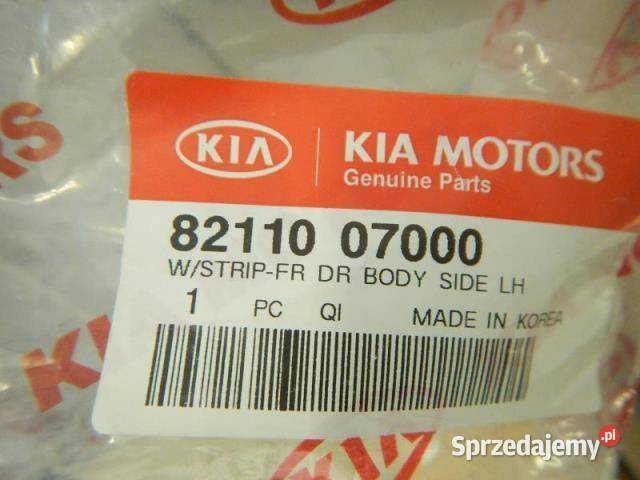 KIA
KIA MOTORS
Genuine Parts
82110 07000
W/STRIP-FR DR BODY SIDE LH
1 PC QI MADE IN KOREA
Sprzedajemy.pl